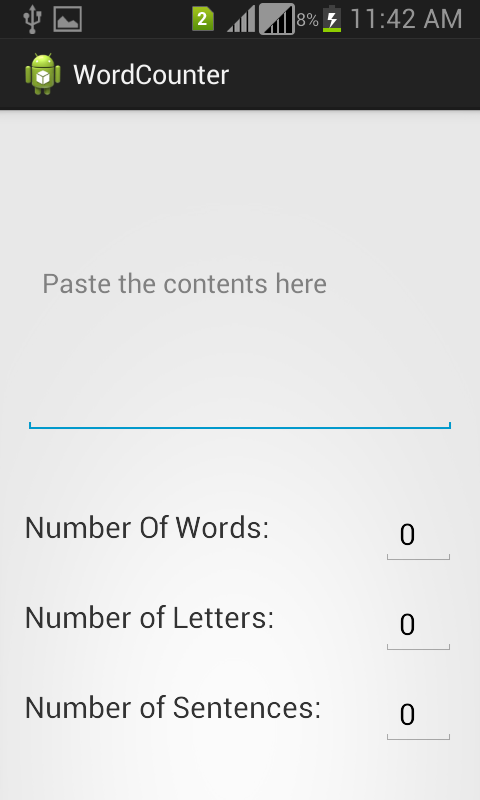 2 8% 11:42 AM
WordCounter
Paste the contents here
Number Of Words: 0
Number of Letters: 0
Number of Sentences: 0